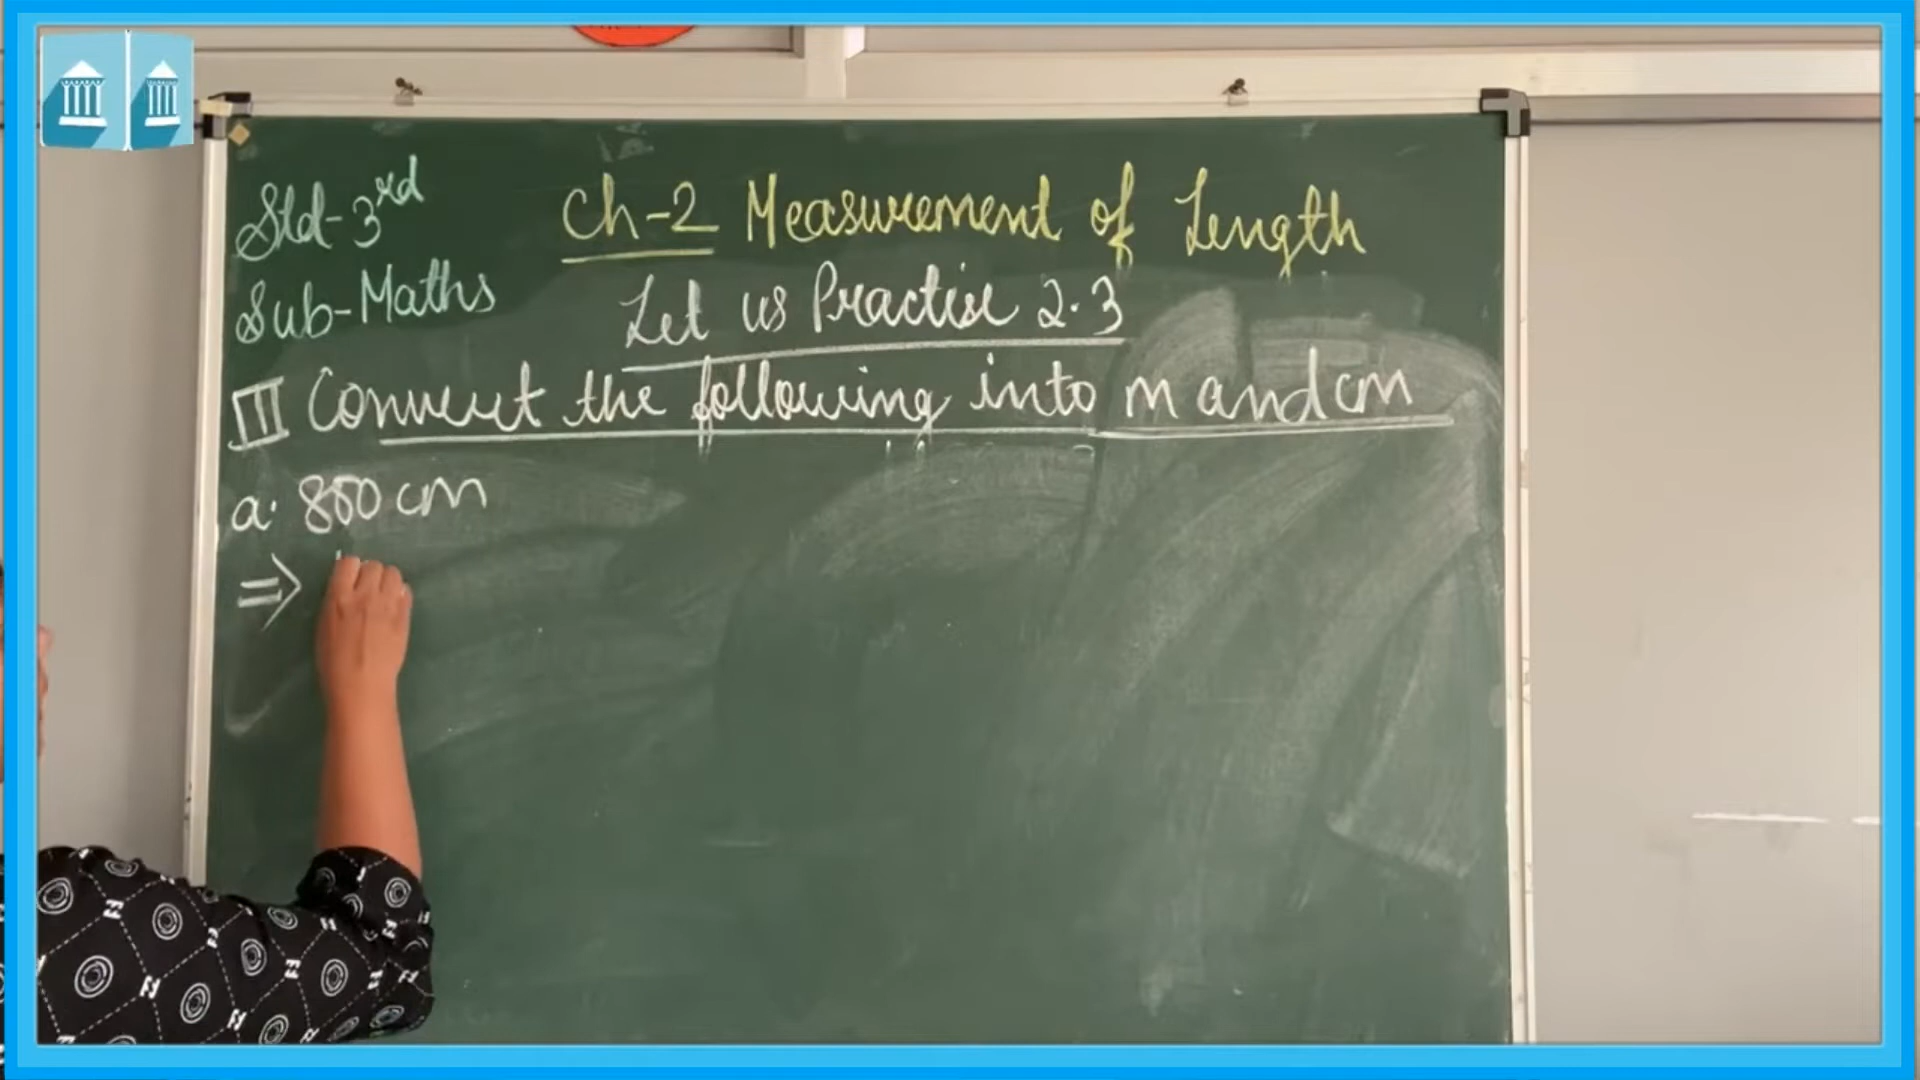 Std-3rd
Ch-2 Measurement of Length
Sub-Maths
Let us Practise 2.3
III Convert the following into m and cm
a. 850 cm
⇒